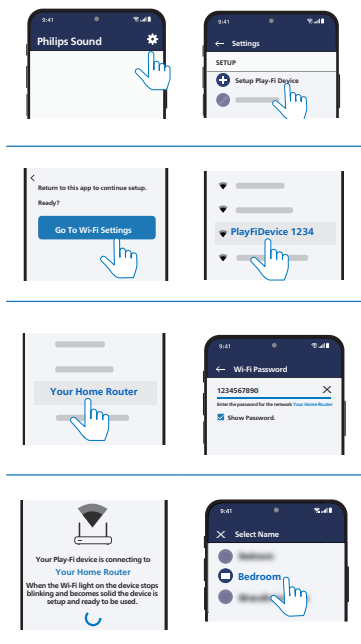 9:41
Philips Sound
9:41
← Settings
SETUP
Setup Play-Fi Device
Return to this app to continue setup.
Ready?
Go To Wi-Fi Settings
PlayFiDevice 1234
Your Home Router
9:41
← Wi-Fi Password
1234567890
Enter the password for the network Your Home Router
Show Password.
Your Play-Fi device is connecting to
Your Home Router
When the Wi-Fi light on the device stops
blinking and becomes solid the device is
setup and ready to be used.
9:41
Select Name
Bedroom